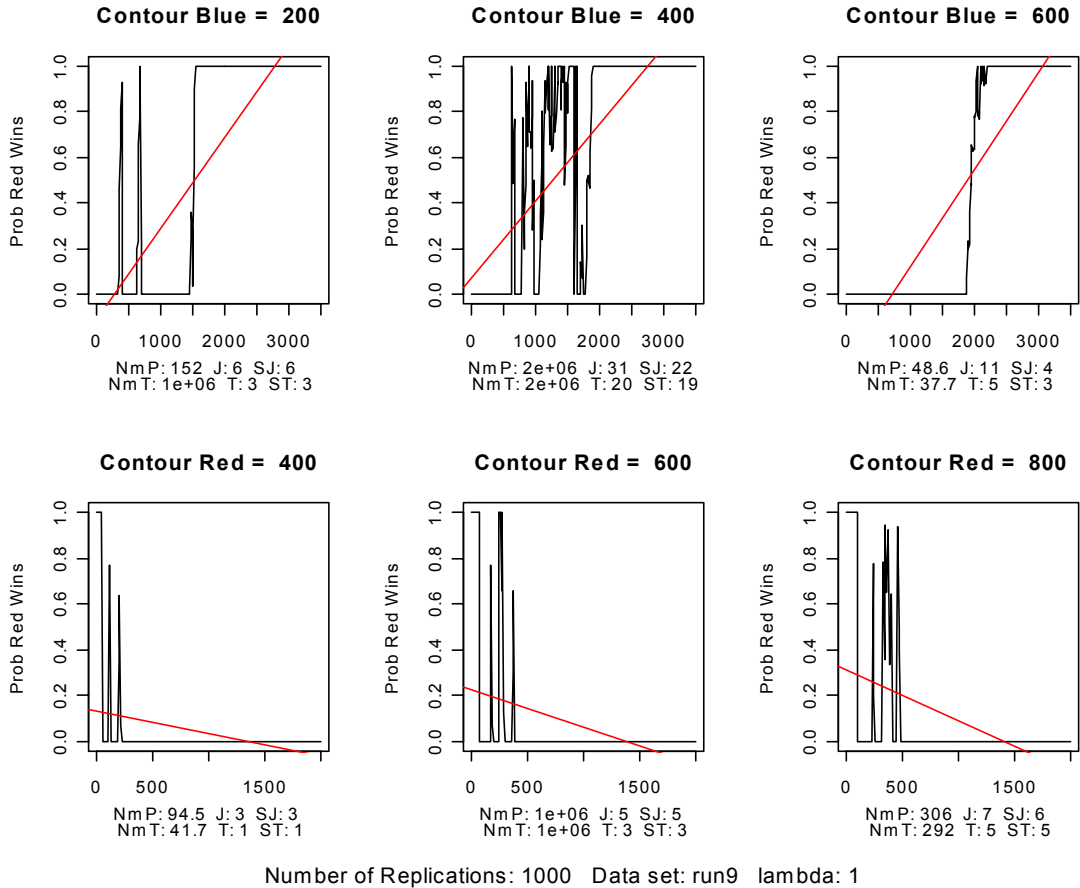 Contour Blue = 200
Prob Red Wins
0.0 0.2 0.4 0.6 0.8 1.0
0 1000 2000 3000
NmP: 152 J: 6 SJ: 6
NmT: 1e+06 T: 3 ST: 3
Contour Blue = 400
Prob Red Wins
0.0 0.2 0.4 0.6 0.8 1.0
0 1000 2000 3000
NmP: 2e+06 J: 31 SJ: 22
NmT: 2e+06 T: 20 ST: 19
Contour Blue = 600
Prob Red Wins
0.0 0.2 0.4 0.6 0.8 1.0
0 1000 2000 3000
NmP: 48.6 J: 11 SJ: 4
NmT: 37.7 T: 5 ST: 3
Contour Red = 400
Prob Red Wins
0.0 0.2 0.4 0.6 0.8 1.0
0 500 1500
NmP: 94.5 J: 3 SJ: 3
NmT: 41.7 T: 1 ST: 1
Contour Red = 600
Prob Red Wins
0.0 0.2 0.4 0.6 0.8 1.0
0 500 1500
NmP: 1e+06 J: 5 SJ: 5
NmT: 1e+06 T: 3 ST: 3
Contour Red = 800
Prob Red Wins
0.0 0.2 0.4 0.6 0.8 1.0
0 500 1500
NmP: 306 J: 7 SJ: 6
NmT: 292 T: 5 ST: 5
Number of Replications: 1000 Data set: run9 lambda: 1